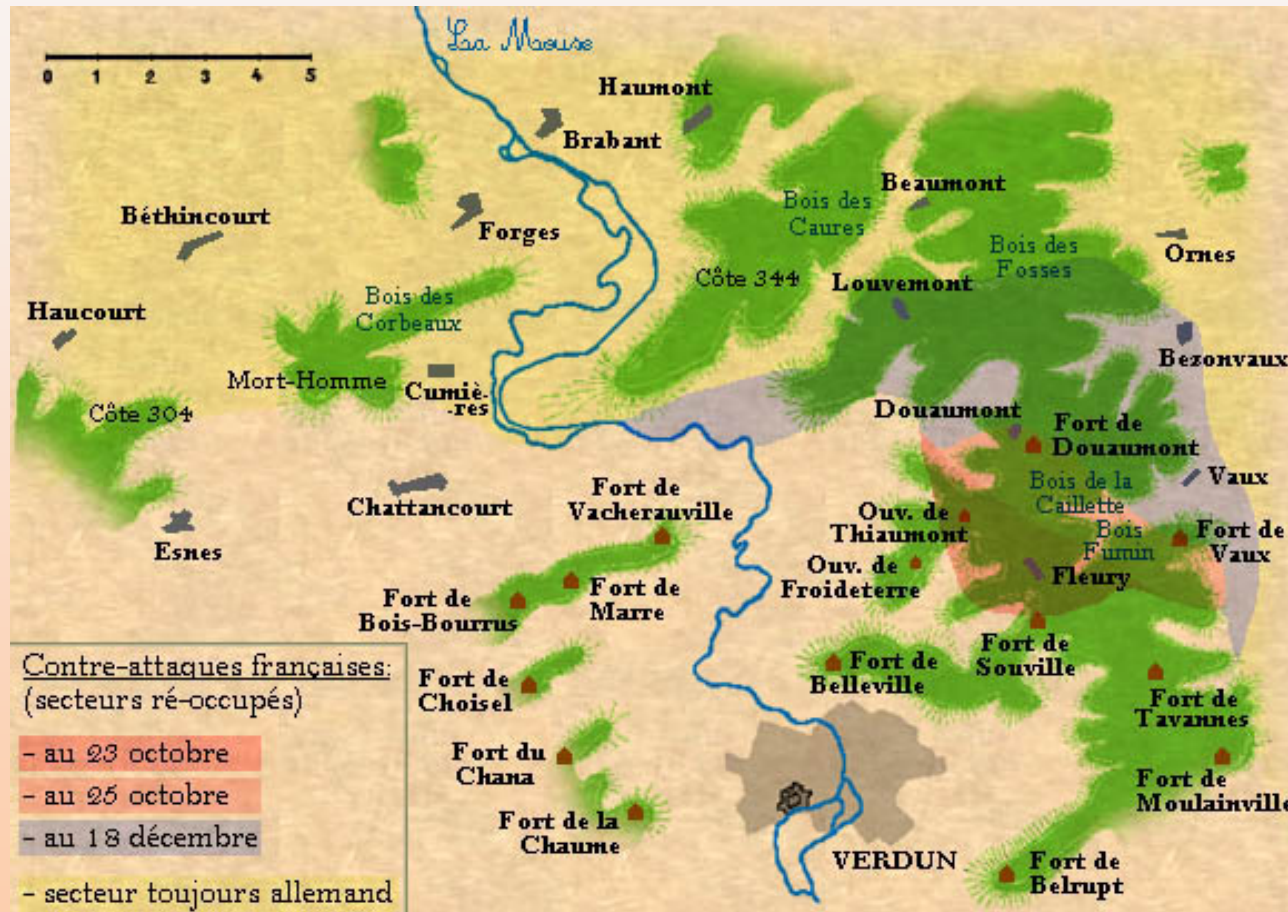 La Meuse
0 1 2 3 4 5
Haumont
Brabant
Béthincourt
Forges
Bois des
Caures
Beaumont
Bois des
Fosses
Ornes
Haucourt
Bois des
Corbeaux
Côte 344
Louvemont
Bezonvaux
Mort-Homme
Cumiè-
-res
Côte 304
Douaumont
Fort de
Douaumont
Chattancourt
Esnes
Fort de
Vacherauville
Bois de la
Caillette
Vaux
Ouv. de
Thiaumont
Bois
Fumin
Fort de
Vaux
Ouv. de
Froideterre
Fleury
Fort de
Bois-Bourrus
Fort de
Marre
Fort de
Souville
Fort de
Belleville
Fort de
Choisel
Fort de
Tavannes
Fort du
Chana
Fort de
Moulainville
Fort de la
Chaume
VERDUN
Fort de
Belrupt
Contre-attaques françaises:
(secteurs ré-occupés)
- au 23 octobre
- au 25 octobre
- au 18 décembre
- secteur toujours allemand